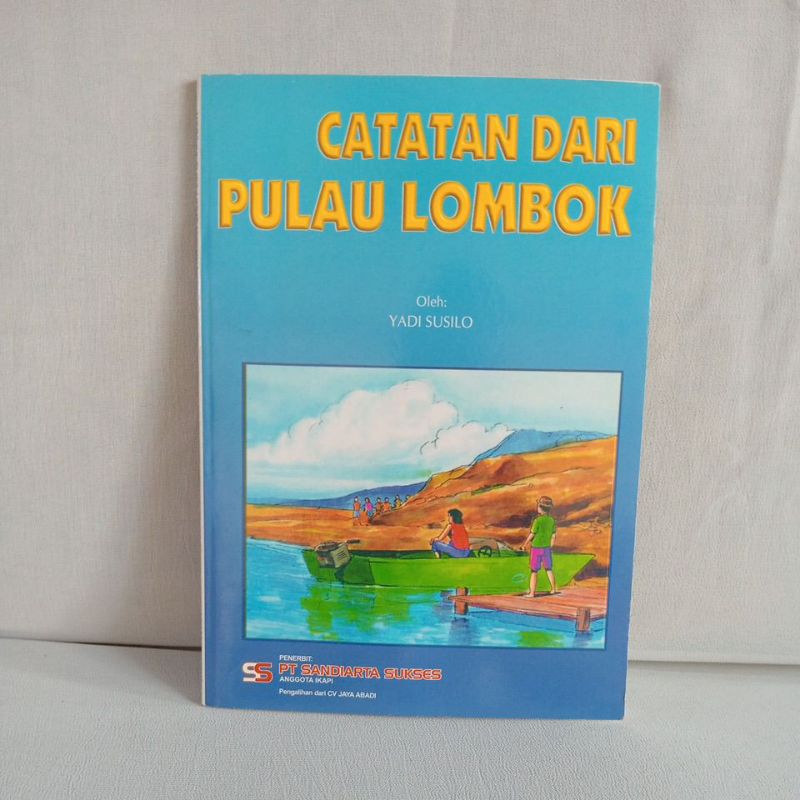 CATATAN DARI
PULAU LOMBOK
Oleh:
YADI SUSILO
PENERBIT:
SS PT SANDIARTA SUKSES
ANGGOTA IKAPI
Pengalihan dari CV JAYA ABADI